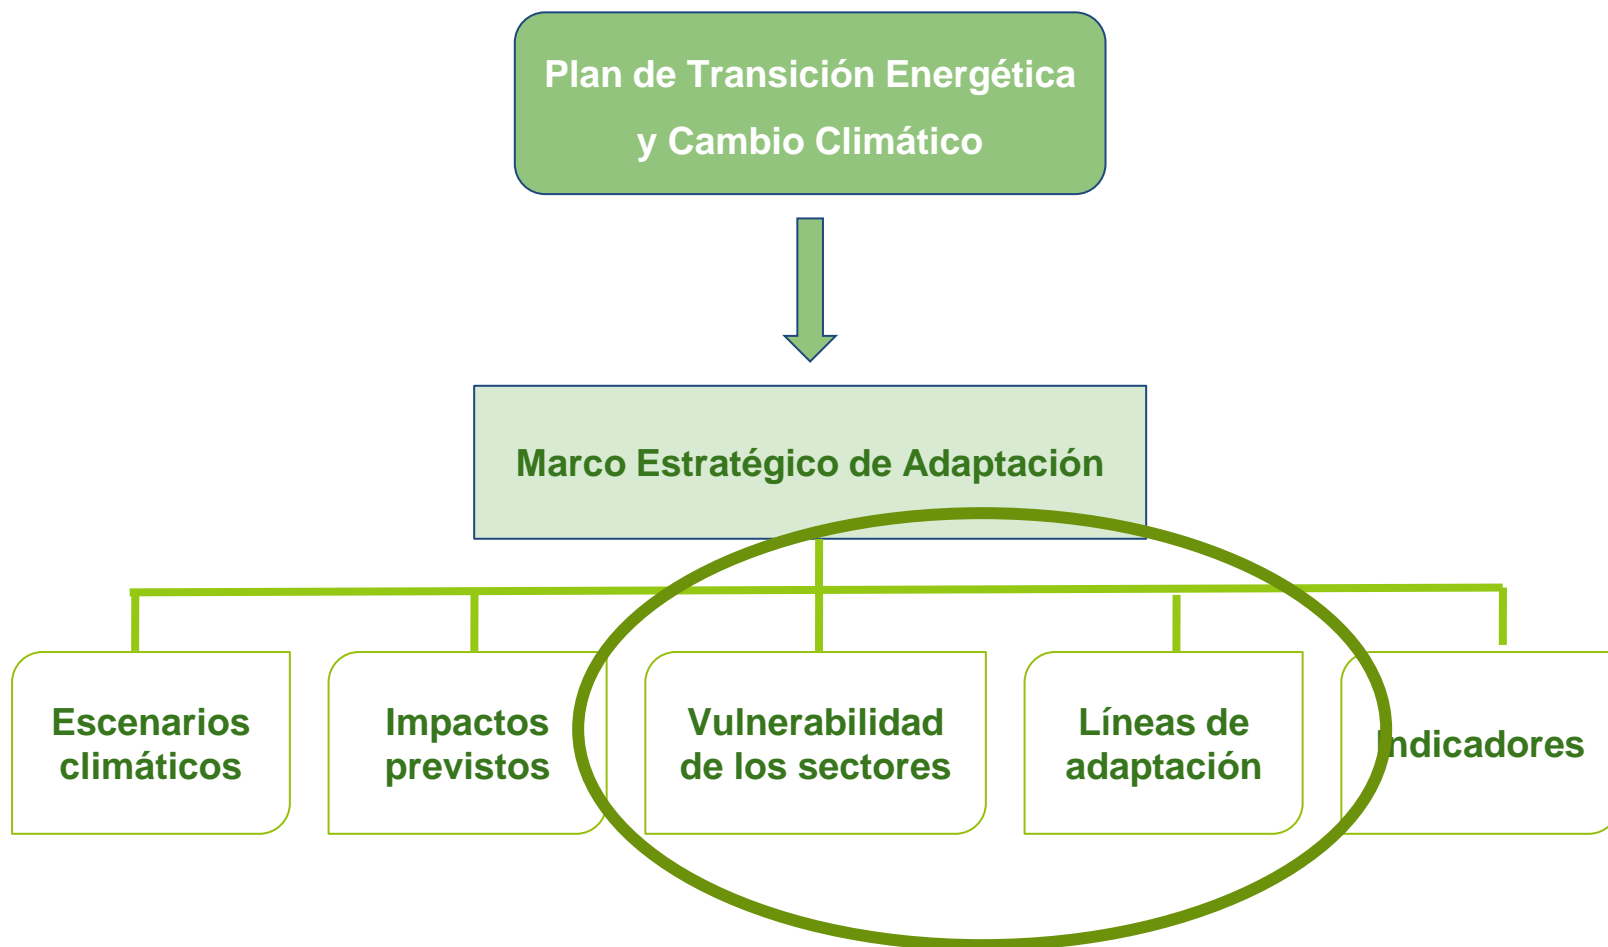 Plan de Transición Energética
y Cambio Climático
Marco Estratégico de Adaptación
Escenarios
climáticos
Impactos
previstos
Vulnerabilidad
de los sectores
Líneas de
adaptación
Indicadores